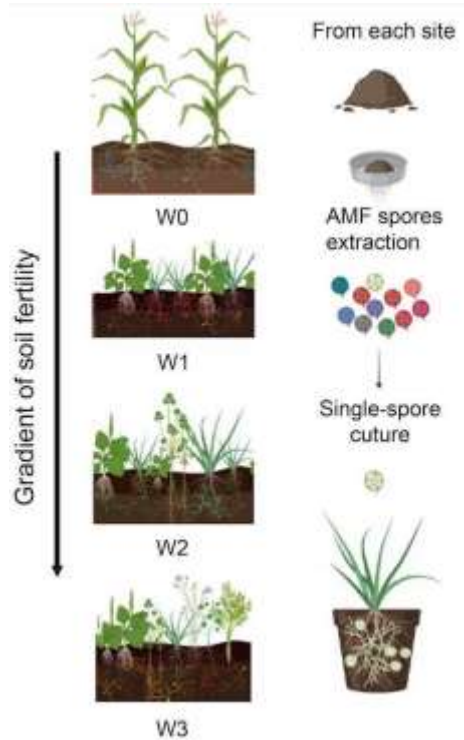 Gradient of soil fertility
W0
W1
W2
W3
From each site
AMF spores
extraction
Single-spore
cuture